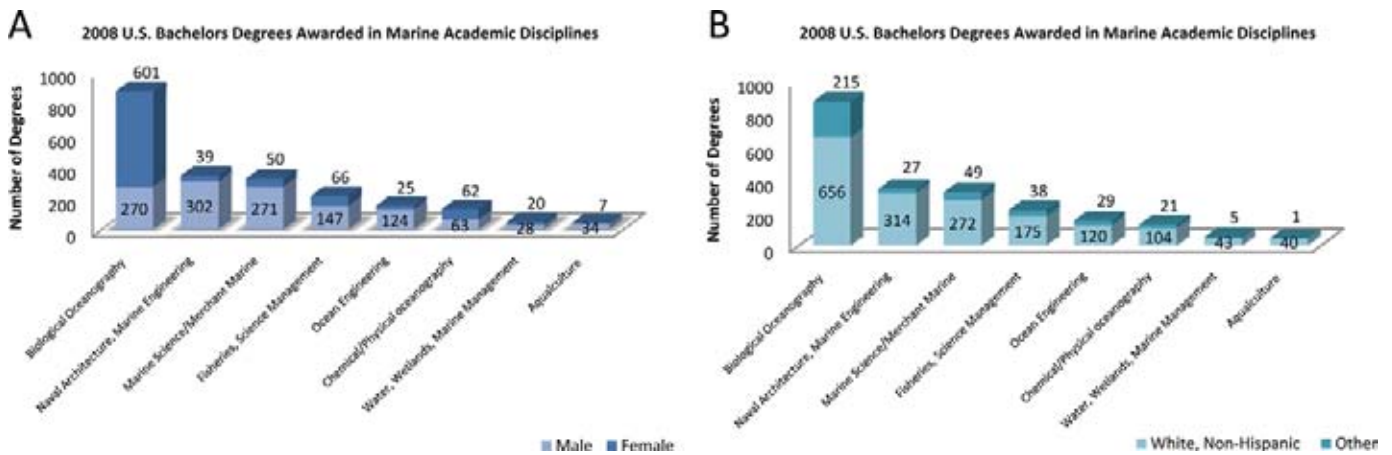 A
2008 U.S. Bachelors Degrees Awarded in Marine Academic Disciplines
Number of Degrees
1000
800
600
400
200
0
601
270
39
302
50
271
66
147
25
124
62
63
20
28
7
34
Biological Oceanography
Naval Architecture, Marine Engineering
Marine Science/Merchant Marine
Fisheries, Science Management
Ocean Engineering
Chemical/Physical oceanography
Water, Wetlands, Marine Management
Aqualculture
Male
Female
B
2008 U.S. Bachelors Degrees Awarded in Marine Academic Disciplines
Number of Degrees
1000
800
600
400
200
0
215
656
27
314
49
272
38
175
29
120
21
104
5
43
1
40
Biological Oceanography
Naval Architecture, Marine Engineering
Marine Science/Merchant Marine
Fisheries, Science Management
Ocean Engineering
Chemical/Physical oceanography
Water, Wetlands, Marine Management
Aqualculture
White, Non-Hispanic
Other